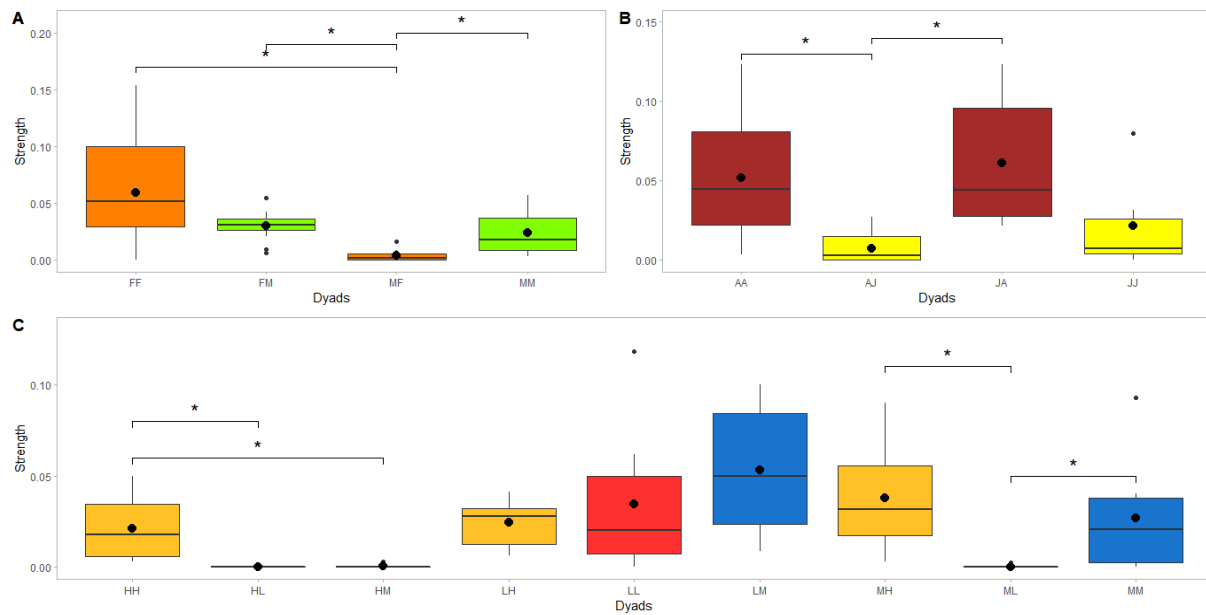 A
0.20
0.15
0.10
0.05
0.00
Strength
* * *
FF FM MF MM
Dyads
B
0.15
0.10
0.05
0.00
Strength
* *
AA AJ JA JJ
Dyads
C
0.10
0.05
0.00
Strength
* * * *
HH HL HM LH LL LM MH ML MM
Dyads